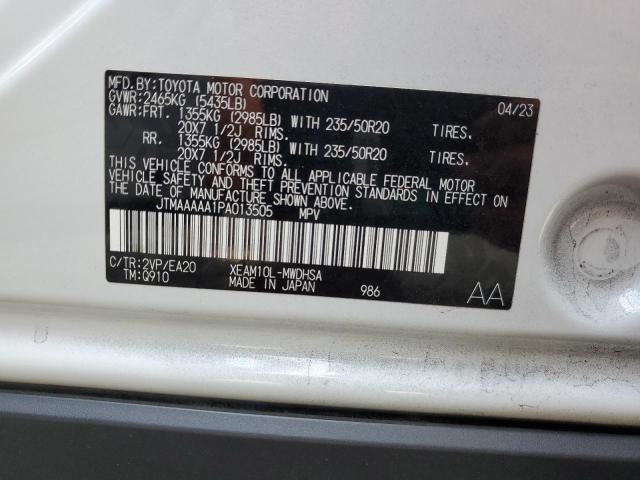 MFD. BY: TOYOTA MOTOR CORPORATION 04/23
GVWR: 2465KG (5435LB)
GAWR: FRT. 1355KG (2985LB) WITH 235/50R20 TIRES.
20X7 1/2J RIMS.
RR. 1355KG (2985LB) WITH 235/50R20 TIRES.
20X7 1/2J RIMS.
THIS VEHICLE CONFORMS TO ALL APPLICABLE FEDERAL MOTOR
VEHICLE SAFETY AND THEFT PREVENTION STANDARDS IN EFFECT
ON THE DATE OF MANUFACTURE SHOWN ABOVE.
JTMAAAAA1PA013505 MPV
C/TR: 2VP/EA20 XEAM10L-MWDHSA
TM: Q910 MADE IN JAPAN 986 AA